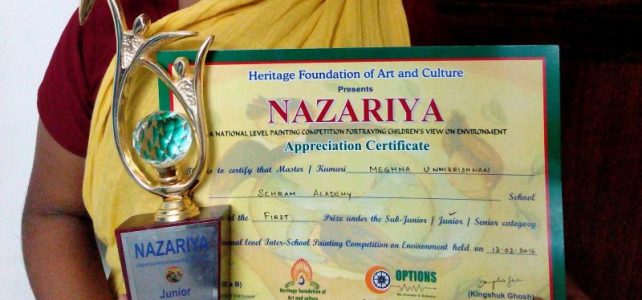 Heritage Foundation of Art and Culture
Presents
NAZARIYA
A NATIONAL LEVEL PAINTING COMPETITION PORTRAYING CHILDREN'S VIEW ON ENVIRONMENT
Appreciation Certificate
is to certify that Master / Kumari MEGHNA UNNIKRISHNAN
SCHRAM ACADEMY School
the FIRST Prize under the Sub-Junior / Junior / Senior category
level Inter-School Painting Competition on Environment held on 13-02-2016
Heritage foundation of
Art and culture
OPTIONS
(Kingshuk Ghosh)
NAZARIYA
Junior